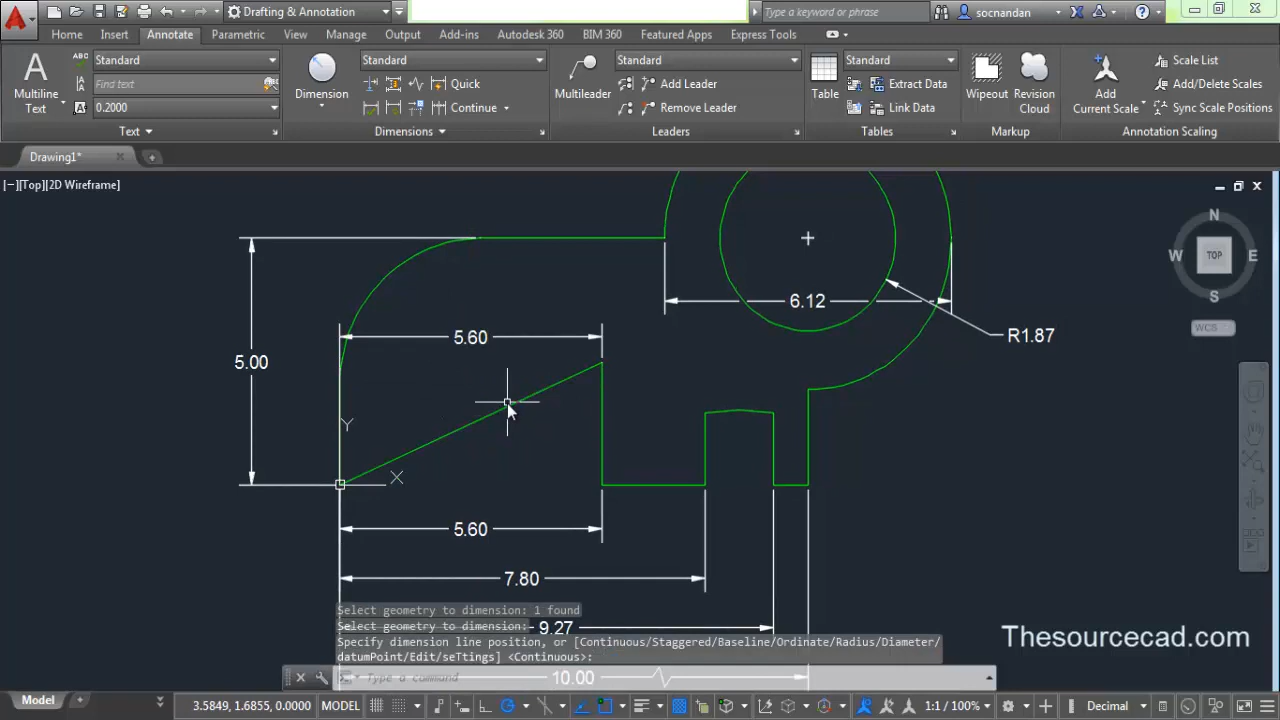 Drafting & Annotation
Type a keyword or phrase
socnandan
Home Insert Annotate Parametric View Manage Output Add-ins Autodesk 360 BIM 360 Featured Apps Express Tools
Multiline Text
ABC
Standard
Find text
0.2000
Text
Dimension
Standard
Quick
Continue
Dimensions
Multileader
Standard
Add Leader
Remove Leader
Leaders
Table
Standard
Extract Data
Link Data
Tables
Wipeout
Revision Cloud
Markup
Add Current Scale
Scale List
Add/Delete Scales
Sync Scale Positions
Annotation Scaling
Drawing1*
[−][Top][2D Wireframe]
N
W TOP E
S
WCS
6.12
R1.87
5.60
5.00
Y
X
5.60
7.80
9.27
10.00
Select geometry to dimension: 1 found
Select geometry to dimension:
Specify dimension line position, or [Continuous/Staggered/Baseline/Ordinate/Radius/Diameter/
datumPoint/Edit/seTtings] <Continuous>:
Type a command
Thesourcecad.com
Model
3.5849, 1.6855, 0.0000 MODEL
1:1 / 100%
Decimal